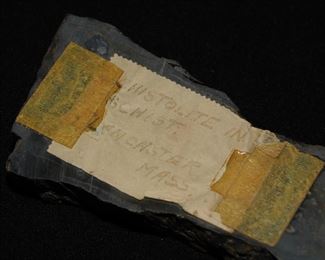 HISTOLITE IN
SCHIST.
LANCASTER
MASS.